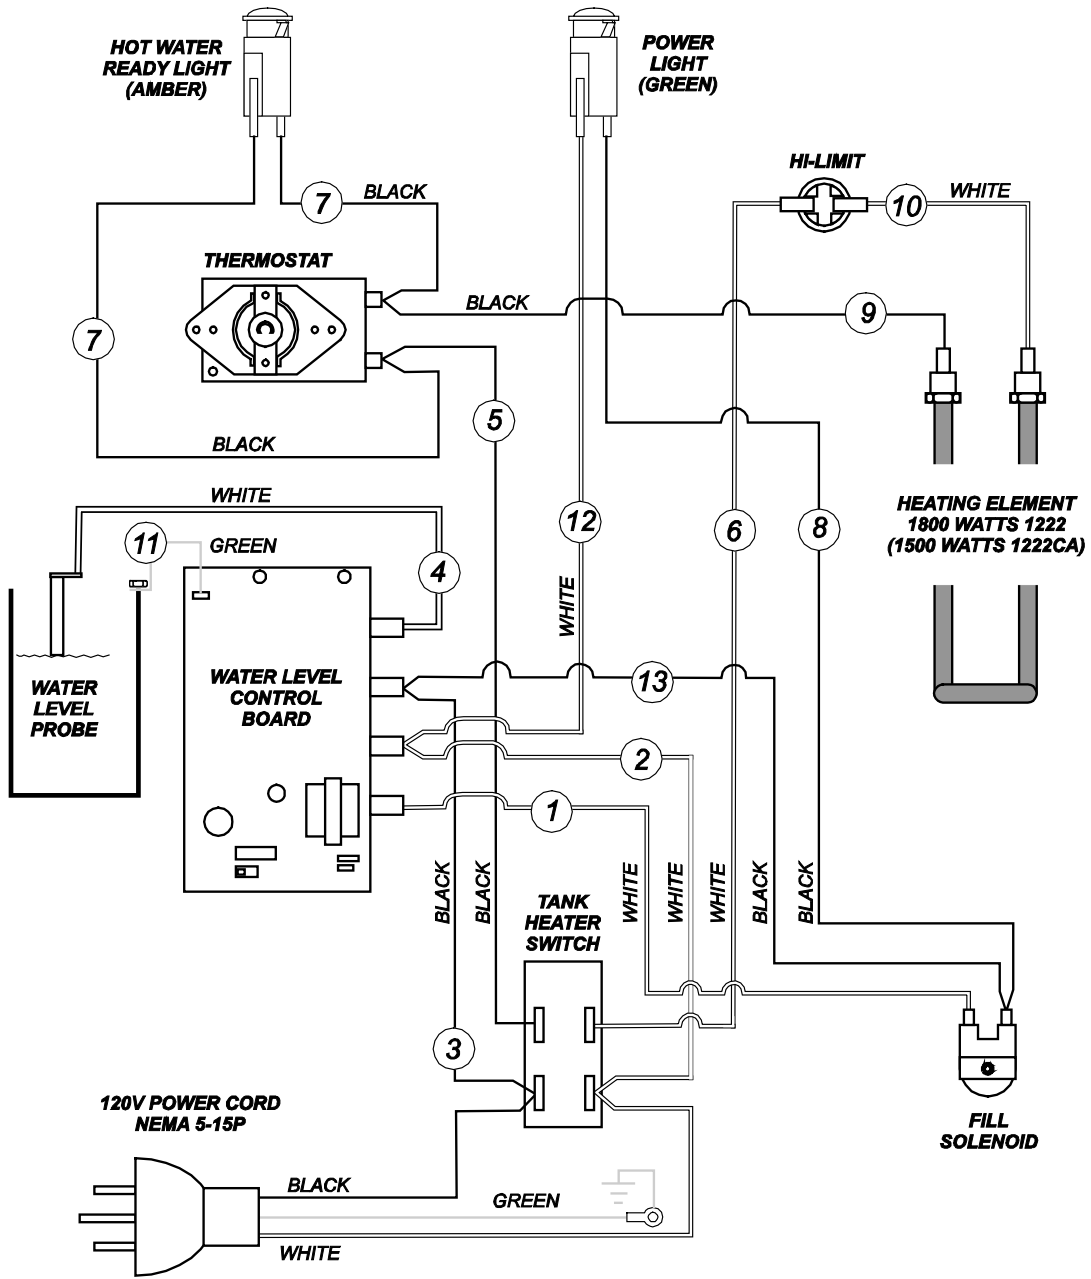 HOT WATER
READY LIGHT
(AMBER)
POWER
LIGHT
(GREEN)
HI-LIMIT
7
BLACK
10
WHITE
THERMOSTAT
BLACK
9
7
5
BLACK
WHITE
HEATING ELEMENT
1800 WATTS 1222
(1500 WATTS 1222CA)
11
GREEN
12
6
8
4
WHITE
WATER LEVEL
CONTROL
BOARD
WATER
LEVEL
PROBE
13
2
1
BLACK
BLACK
WHITE
WHITE
WHITE
BLACK
BLACK
TANK
HEATER
SWITCH
3
120V POWER CORD
NEMA 5-15P
FILL
SOLENOID
BLACK
GREEN
WHITE